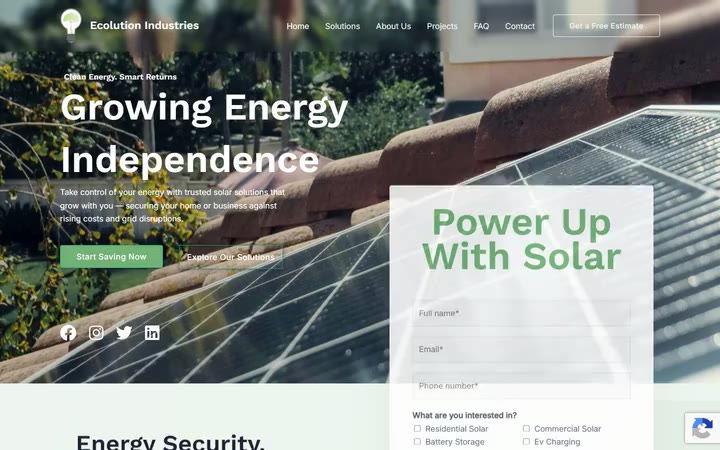 Ecolution Industries
Home Solutions About Us Projects FAQ Contact Get a Free Estimate
Clean Energy. Smart Returns
Growing Energy
Independence
Take control of your energy with trusted solar solutions that
grow with you — securing your home or business against
rising costs and grid disruptions.
Start Saving Now Explore Our Solutions
Power Up
With Solar
Full name*
Email*
Phone number*
What are you interested in?
Residential Solar Commercial Solar
Battery Storage Ev Charging
Energy Security.